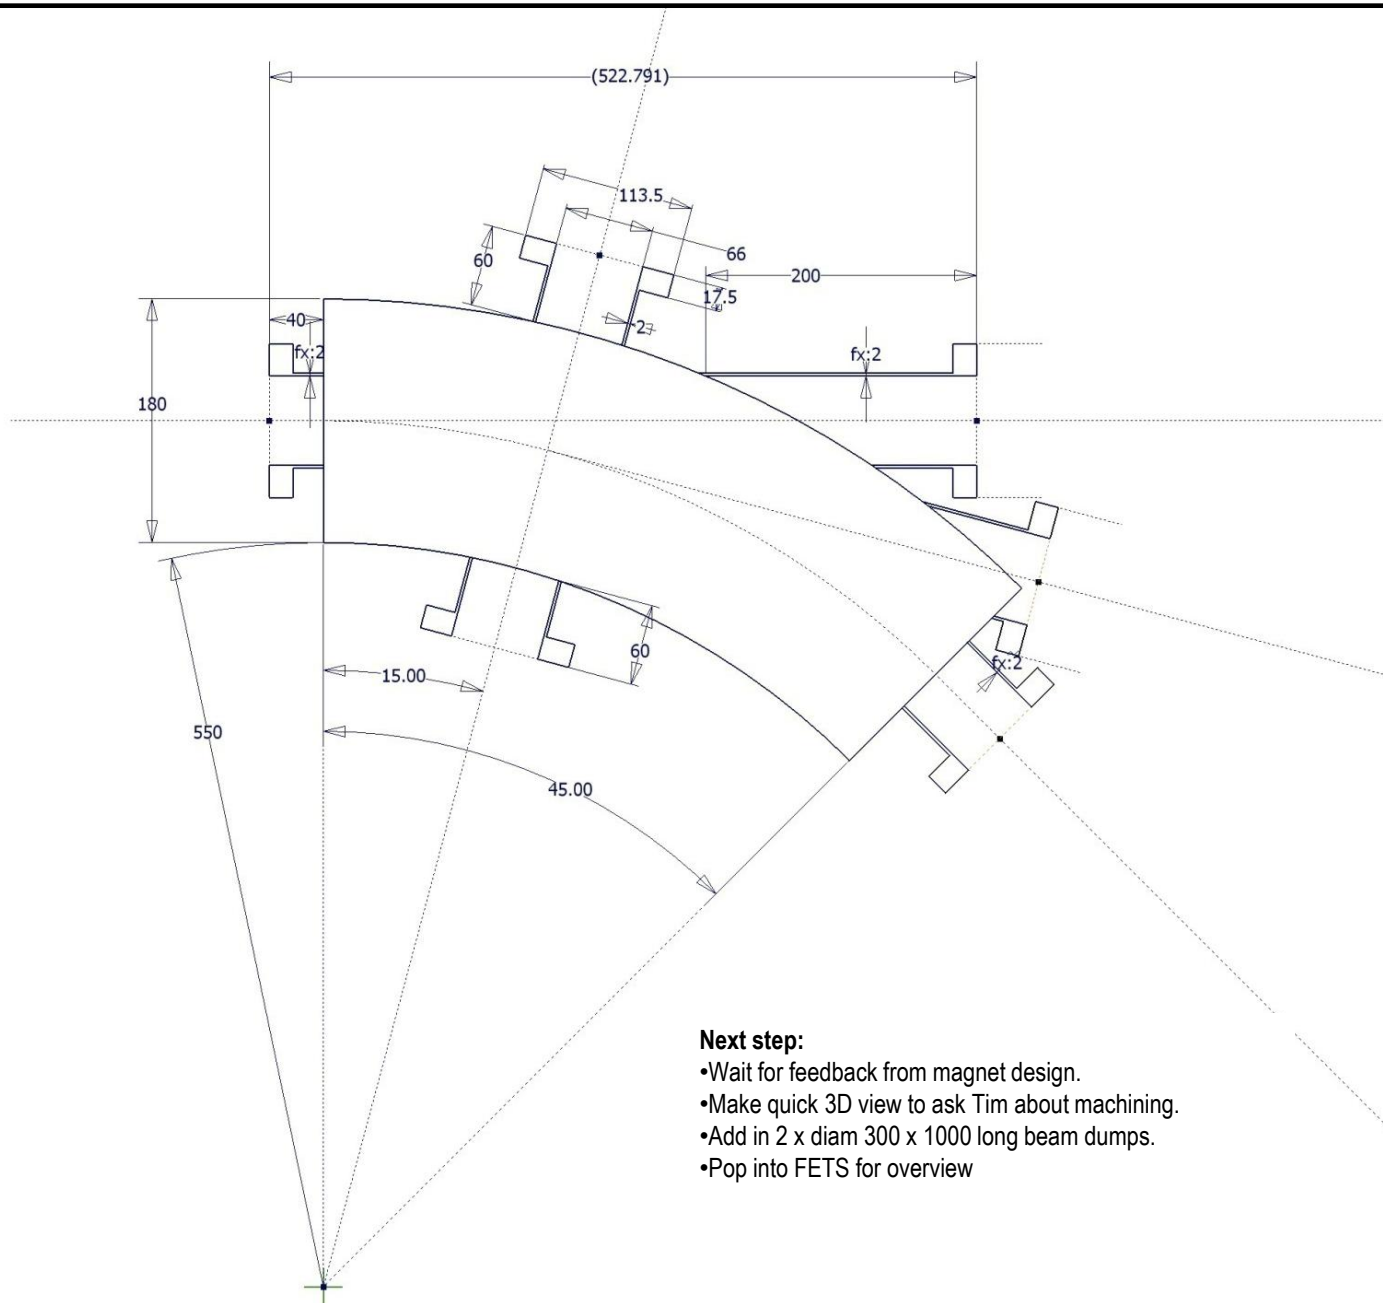 (522.791)
113.5
66
60
200
17.5
40
2
fx:2
fx:2
180
60
fx:2
15.00
550
45.00
Next step:
•Wait for feedback from magnet design.
•Make quick 3D view to ask Tim about machining.
•Add in 2 x diam 300 x 1000 long beam dumps.
•Pop into FETS for overview